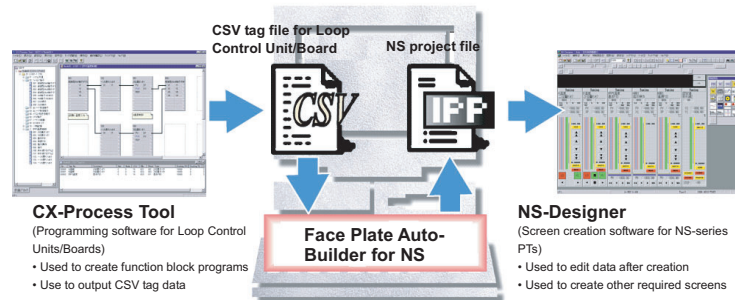 CSV tag file for Loop
Control Unit/Board
NS project file
CSV
IPP
Face Plate Auto-
Builder for NS
CX-Process Tool
(Programming software for Loop Control
Units/Boards)
• Used to create function block programs
• Use to output CSV tag data
NS-Designer
(Screen creation software for NS-series
PTs)
• Used to edit data after creation
• Used to create other required screens